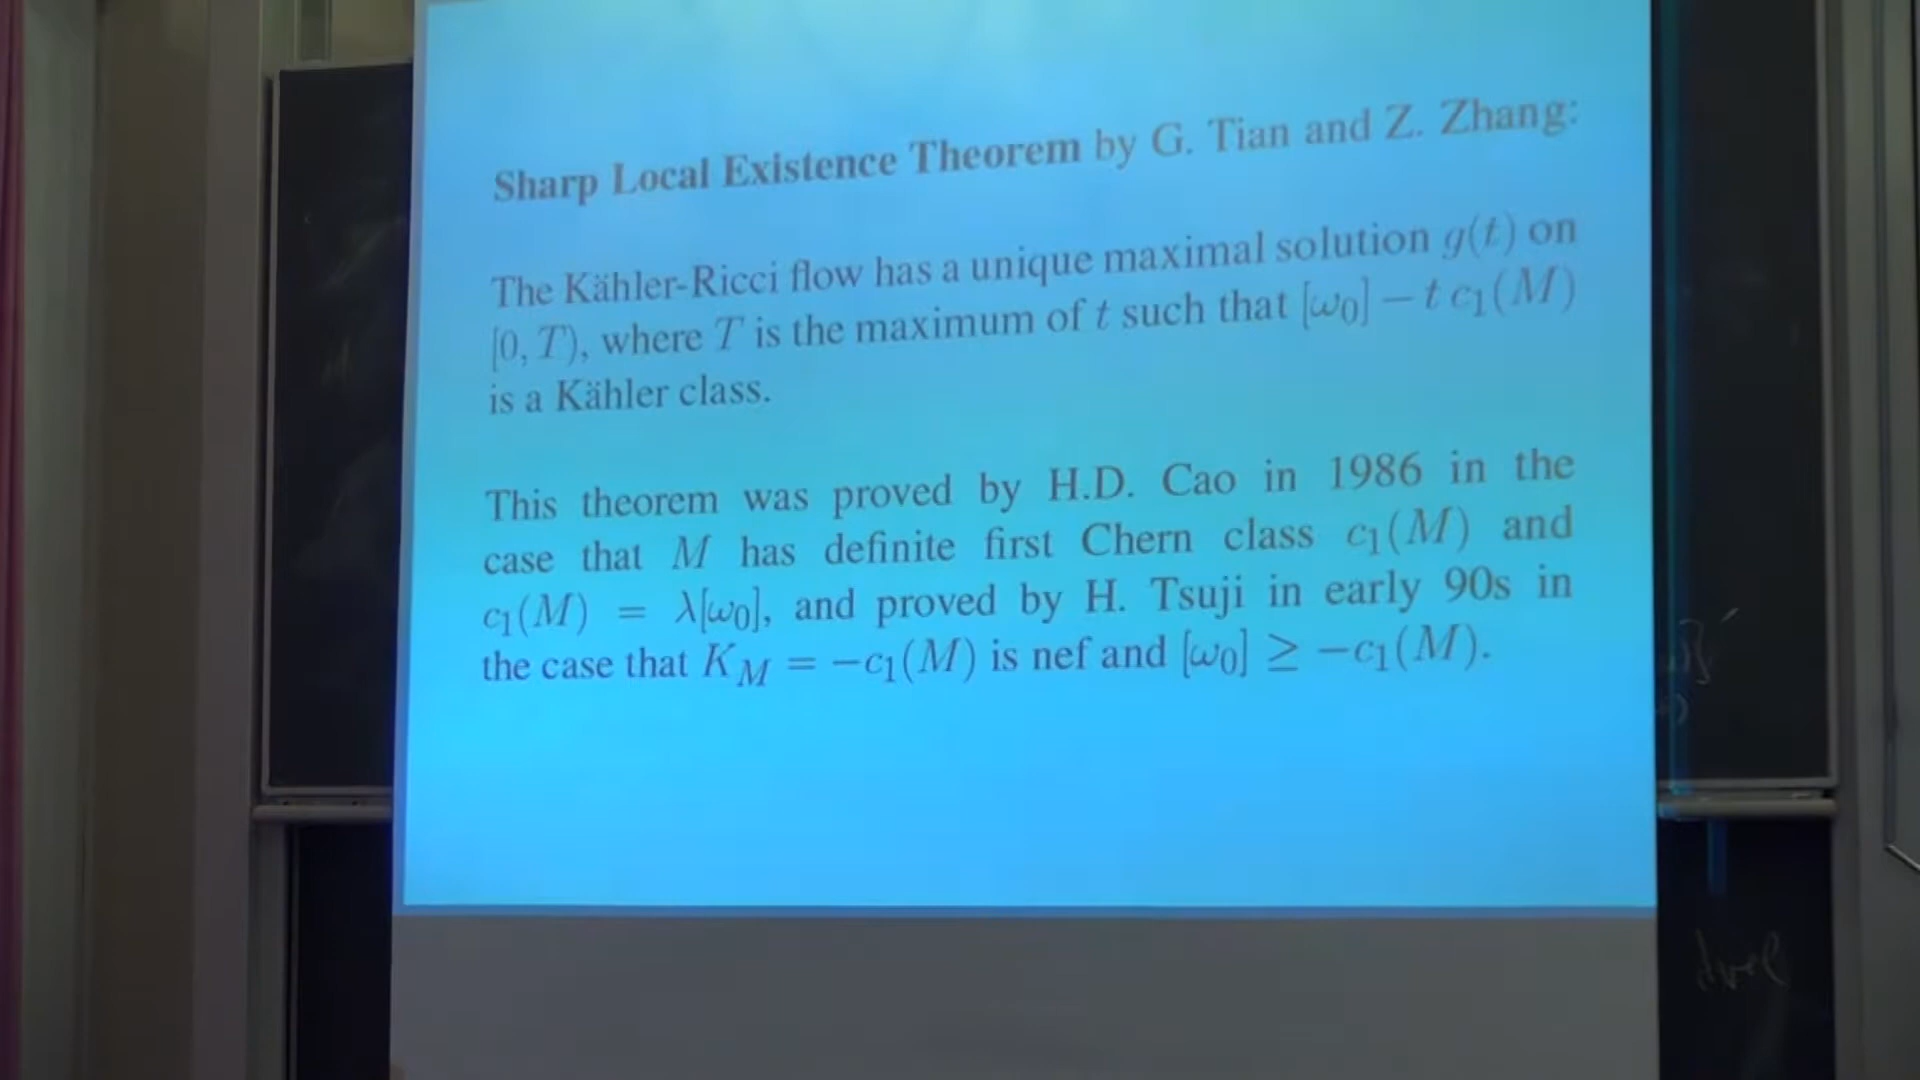 Sharp Local Existence Theorem by G. Tian and Z. Zhang:
The Kähler-Ricci flow has a unique maximal solution g(t) on
[0, T), where T is the maximum of t such that [ω₀] − t c₁(M)
is a Kähler class.
This theorem was proved by H.D. Cao in 1986 in the
case that M has definite first Chern class c₁(M) and
c₁(M) = λ[ω₀], and proved by H. Tsuji in early 90s in
the case that K_M = −c₁(M) is nef and [ω₀] ≥ −c₁(M).